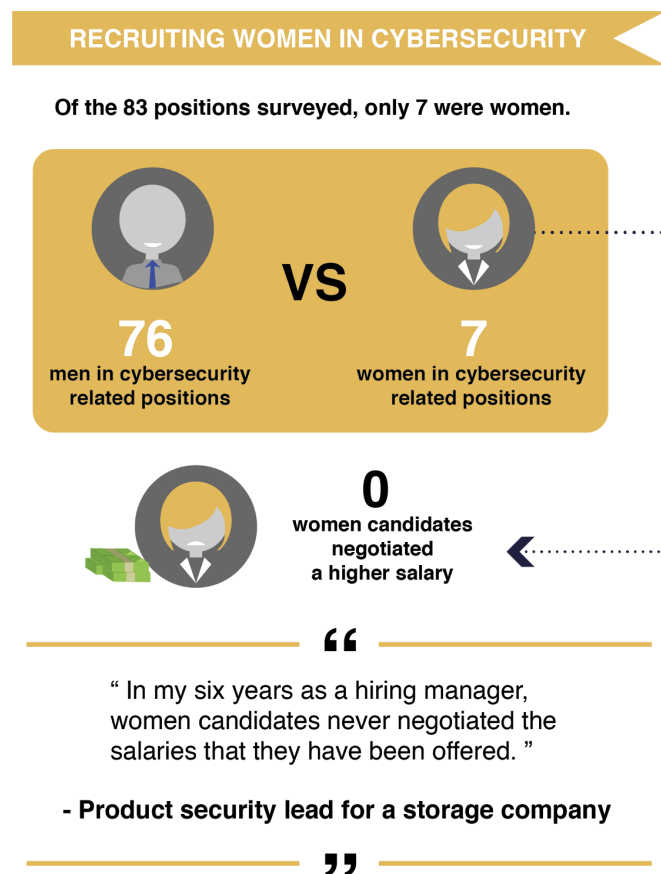 RECRUITING WOMEN IN CYBERSECURITY
Of the 83 positions surveyed, only 7 were women.
VS
76
men in cybersecurity
related positions
7
women in cybersecurity
related positions
0
women candidates
negotiated
a higher salary
“
“ In my six years as a hiring manager,
women candidates never negotiated the
salaries that they have been offered. ”
- Product security lead for a storage company
”